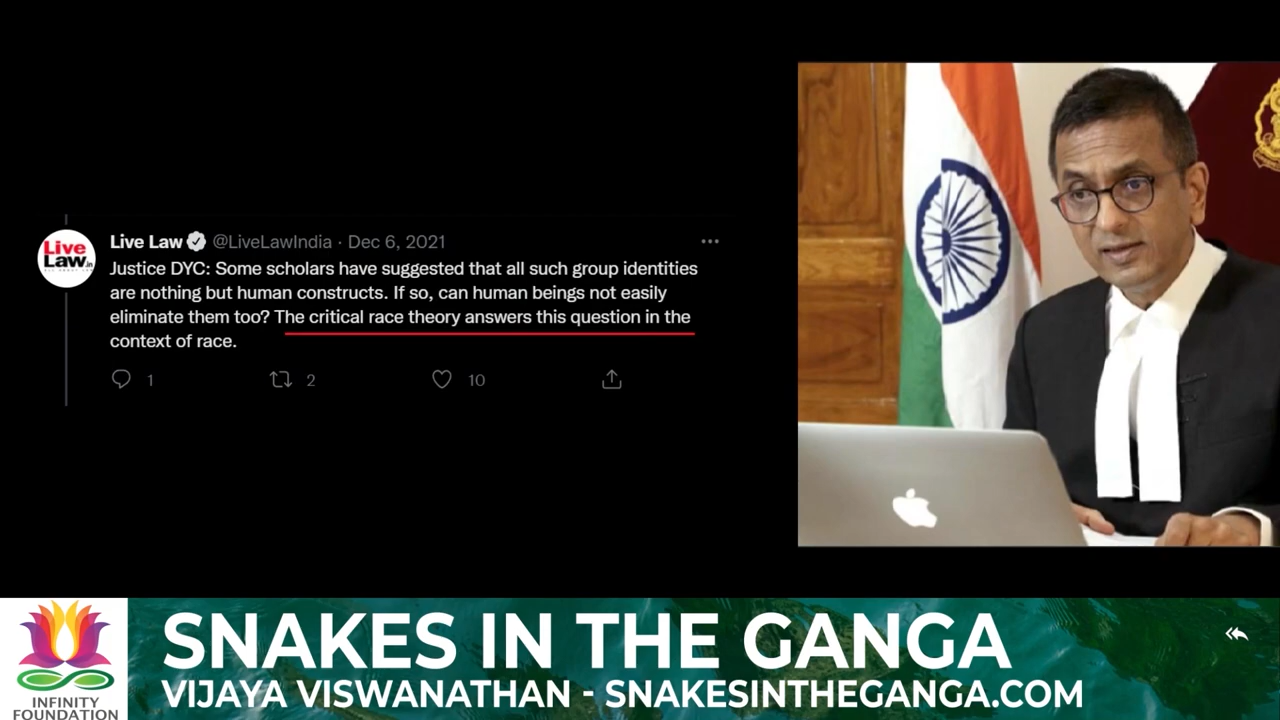 Live Law @LiveLawIndia · Dec 6, 2021
Justice DYC: Some scholars have suggested that all such group identities
are nothing but human constructs. If so, can human beings not easily
eliminate them too? The critical race theory answers this question in the
context of race.
1 2 10
Live
Law.in
SNAKES IN THE GANGA
VIJAYA VISWANATHAN - SNAKESINTHEGANGA.COM
INFINITY
FOUNDATION